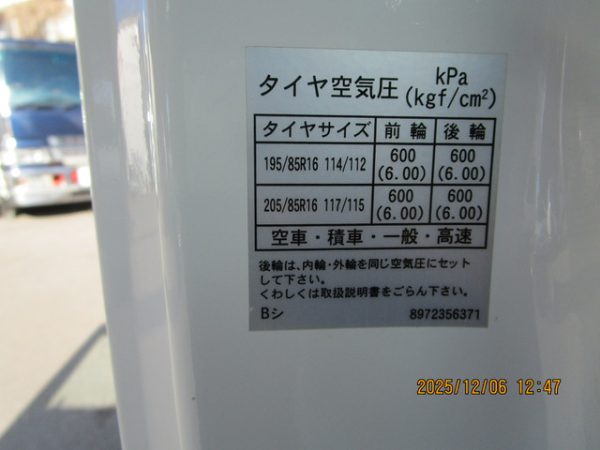 タイヤ空気圧 kPa
(kgf/cm²)
タイヤサイズ 前輪 後輪
195/85R16 114/112 600 (6.00) 600 (6.00)
205/85R16 117/115 600 (6.00) 600 (6.00)
空車・積車・一般・高速
後輪は、内輪・外輪を同じ空気圧にセット
して下さい。
くわしくは取扱説明書をごらん下さい。
Bシ 8972356371
2025/12/06 12:47